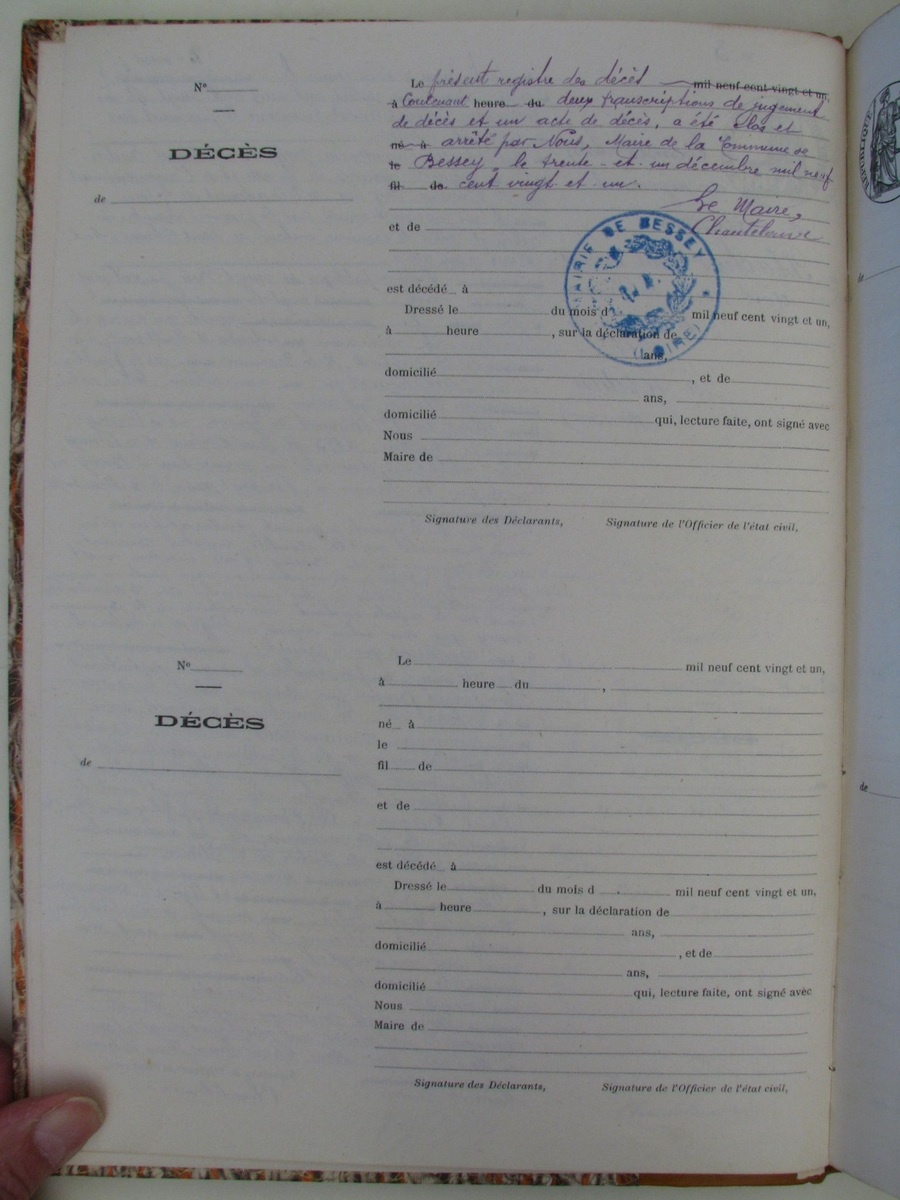 Nº
DÉCÈS
de
Le présent registre des décès mil neuf cent vingt et un,
à Contenant heure du deux transcriptions de jugement
de décès et un acte de décès, a été clos et
né à arrêté par Nous, Maire de la Commune de
le Bessey, le trente-et-un décembre mil neuf
fil de cent vingt-et-un.
Le Maire,
Chanteloube
et de
MAIRIE DE BESSEY * (LOIRE)
est décédé à
Dressé le du mois d mil neuf cent vingt et un,
à heure , sur la déclaration de
ans,
domicilié , et de
ans,
domicilié qui, lecture faite, ont signé avec
Nous
Maire de
Signature des Déclarants, Signature de l'Officier de l'état civil,
Nº
DÉCÈS
de
Le mil neuf cent vingt et un,
à heure du ,
né à
le
fil de
et de
est décédé à
Dressé le du mois d mil neuf cent vingt et un,
à heure , sur la déclaration de
ans,
domicilié , et de
ans,
domicilié qui, lecture faite, ont signé avec
Nous
Maire de
Signature des Déclarants, Signature de l'Officier de l'état civil,
de